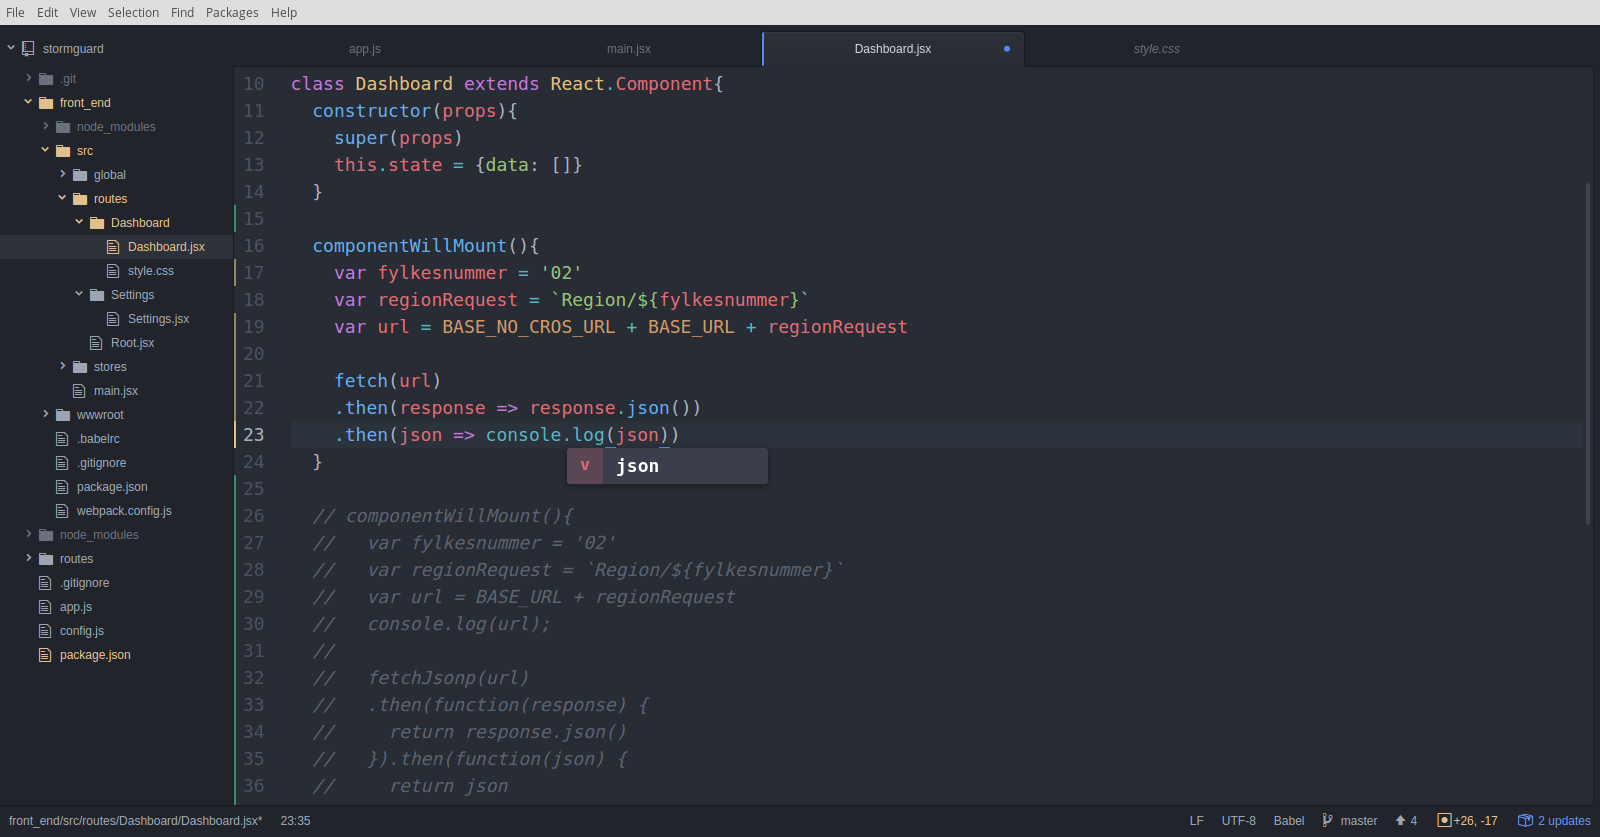 File Edit View Selection Find Packages Help
stormguard
.git
front_end
node_modules
src
global
routes
Dashboard
Dashboard.jsx
style.css
Settings
Settings.jsx
Root.jsx
stores
main.jsx
wwwroot
.babelrc
.gitignore
package.json
webpack.config.js
node_modules
routes
.gitignore
app.js
config.js
package.json
app.js main.jsx Dashboard.jsx style.css
10 class Dashboard extends React.Component{
11   constructor(props){
12     super(props)
13     this.state = {data: []}
14   }
15
16   componentWillMount(){
17     var fylkesnummer = '02'
18     var regionRequest = `Region/${fylkesnummer}`
19     var url = BASE_NO_CROS_URL + BASE_URL + regionRequest
20
21     fetch(url)
22     .then(response => response.json())
23     .then(json => console.log(json))
v json
24   }
25
26   // componentWillMount(){
27   //   var fylkesnummer = '02'
28   //   var regionRequest = `Region/${fylkesnummer}`
29   //   var url = BASE_URL + regionRequest
30   //   console.log(url);
31   //
32   //   fetchJsonp(url)
33   //   .then(function(response) {
34   //     return response.json()
35   //   }).then(function(json) {
36   //     return json
front_end/src/routes/Dashboard/Dashboard.jsx* 23:35 LF UTF-8 Babel master 4 +26, -17 2 updates